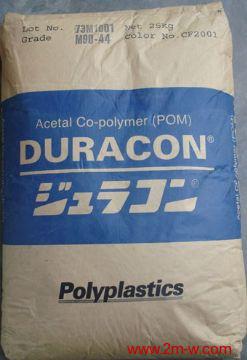 Lot No. 73M1001 Net 25Kg
Grade M90-44 Color No. CF2001
Acetal Co-polymer (POM)
DURACON®
ジュラコン®
Polyplastics
www.2m-w.com